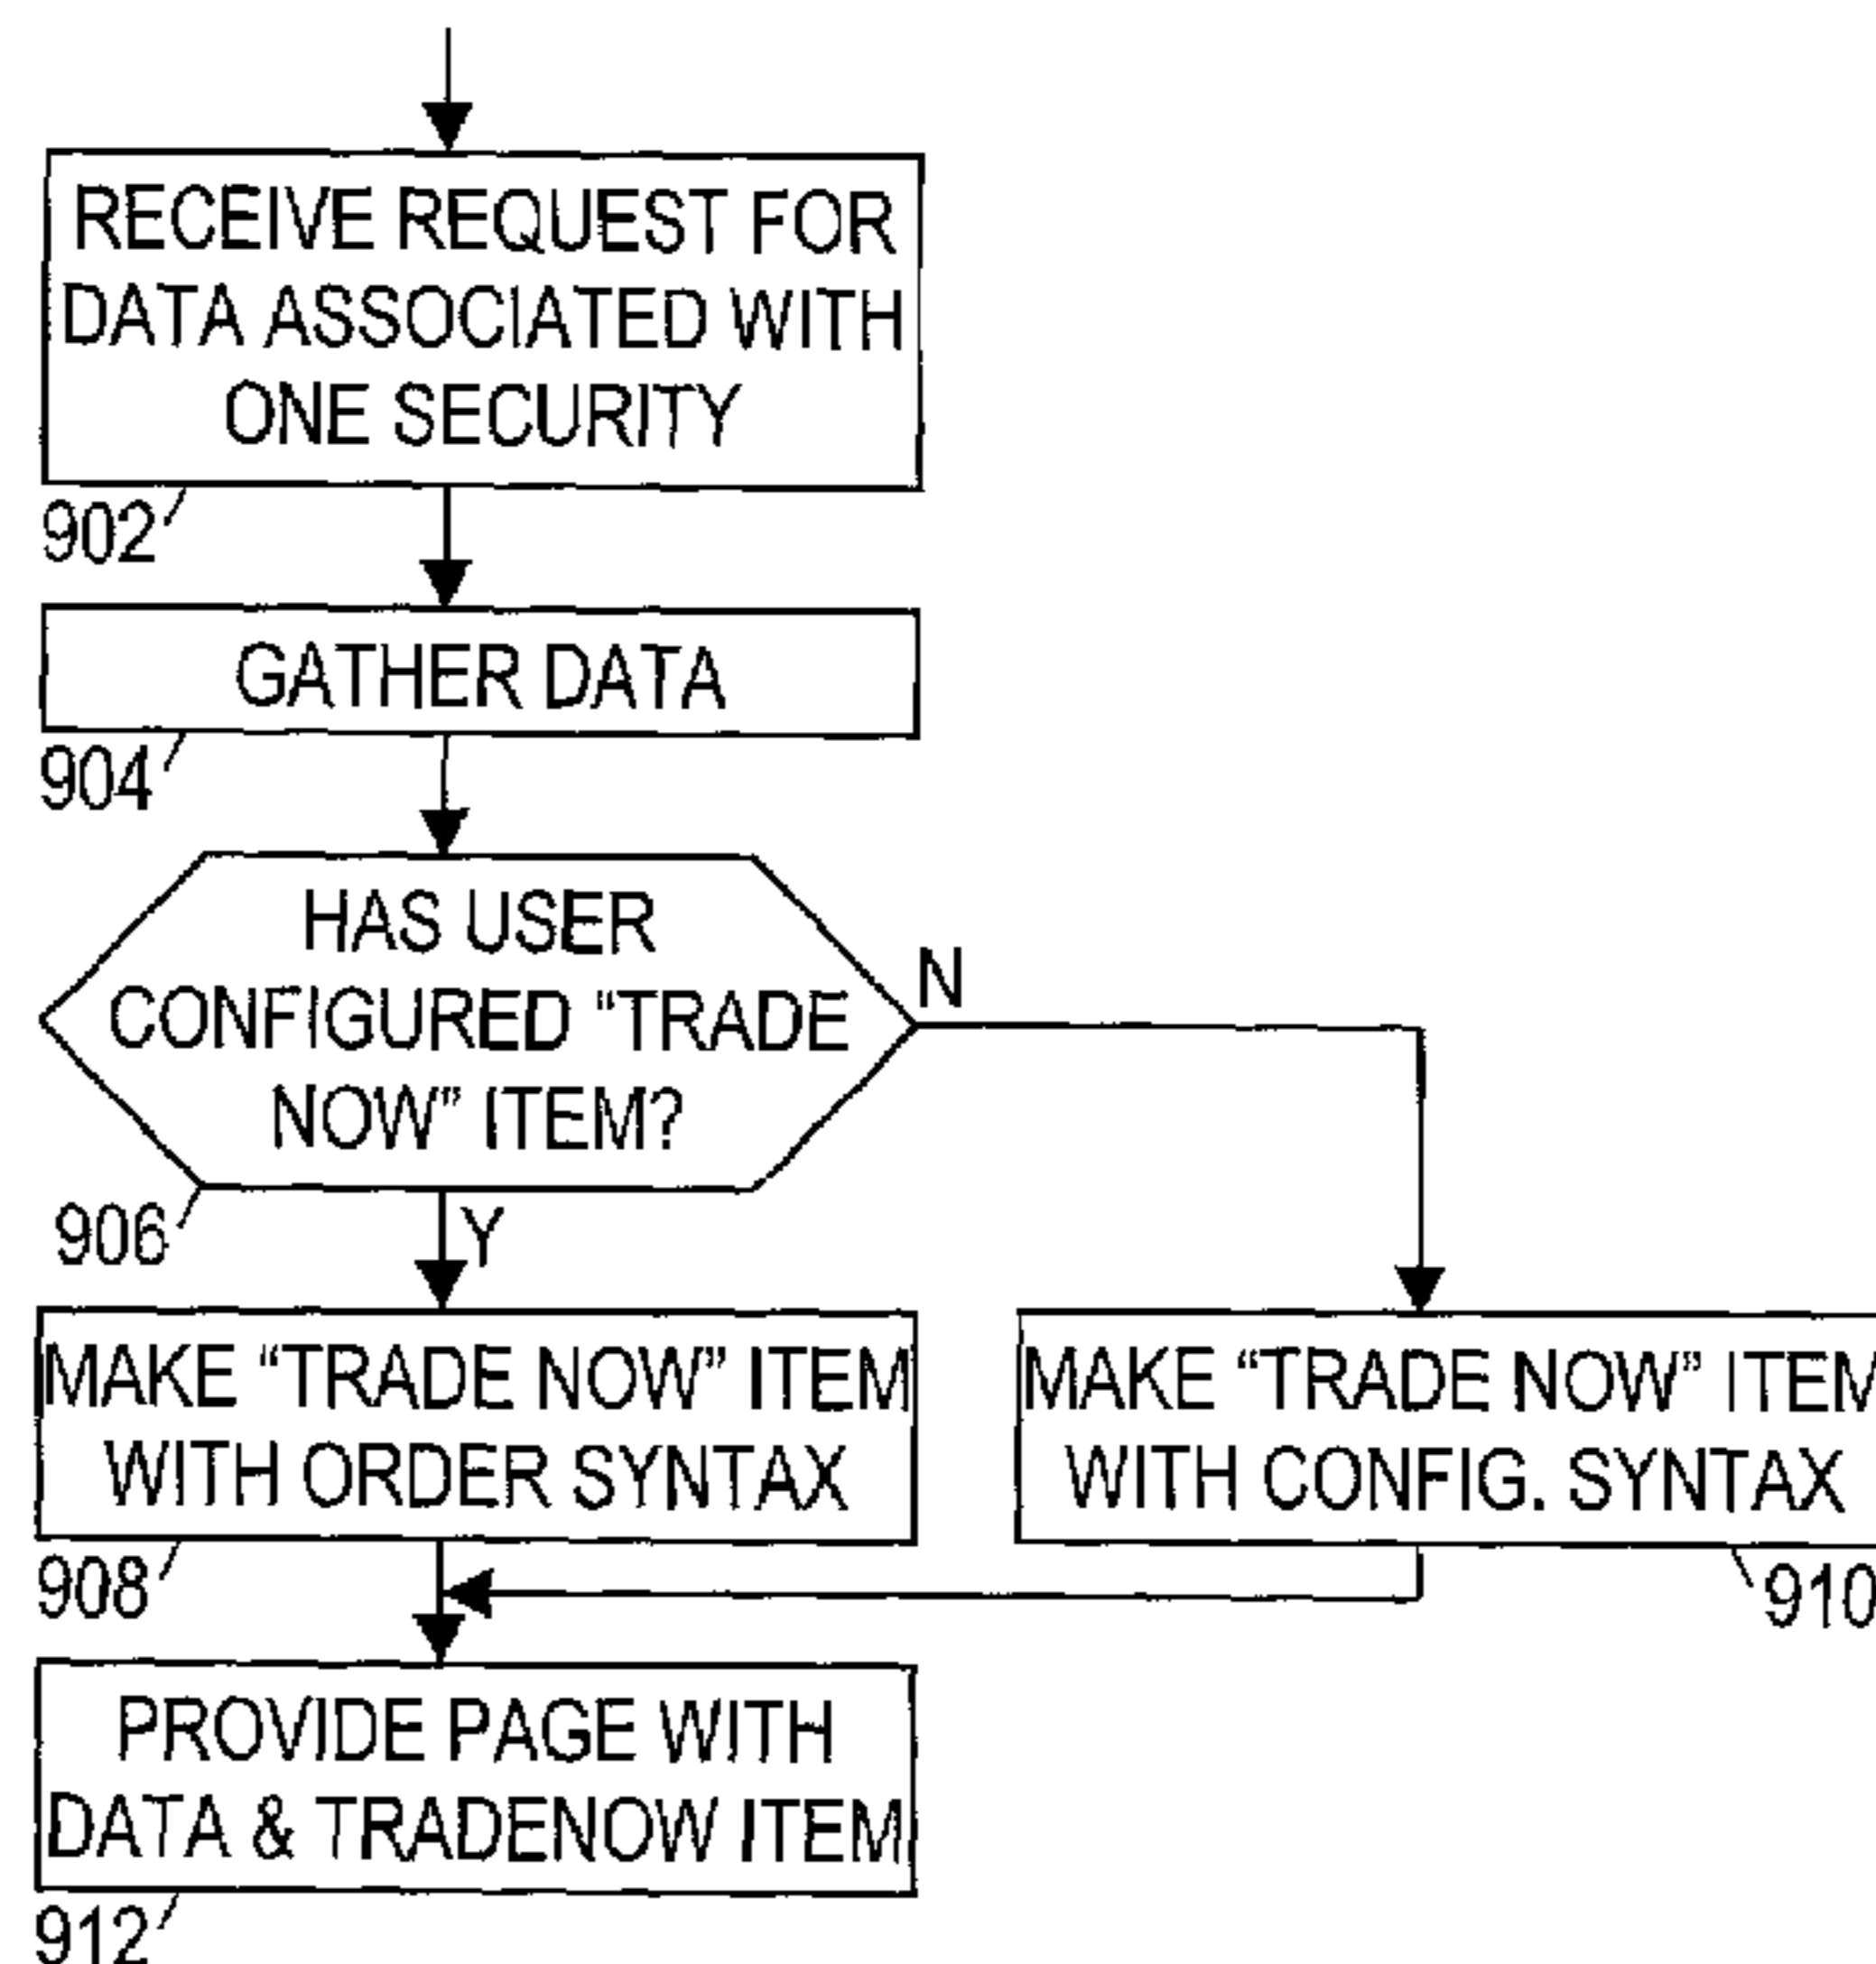 RECEIVE REQUEST FOR
DATA ASSOCIATED WITH
ONE SECURITY
902
GATHER DATA
904
HAS USER
CONFIGURED “TRADE
NOW” ITEM?
N
906
Y
MAKE “TRADE NOW” ITEM
WITH ORDER SYNTAX
908
MAKE “TRADE NOW” ITEM
WITH CONFIG. SYNTAX
910
PROVIDE PAGE WITH
DATA & TRADENOW ITEM
912